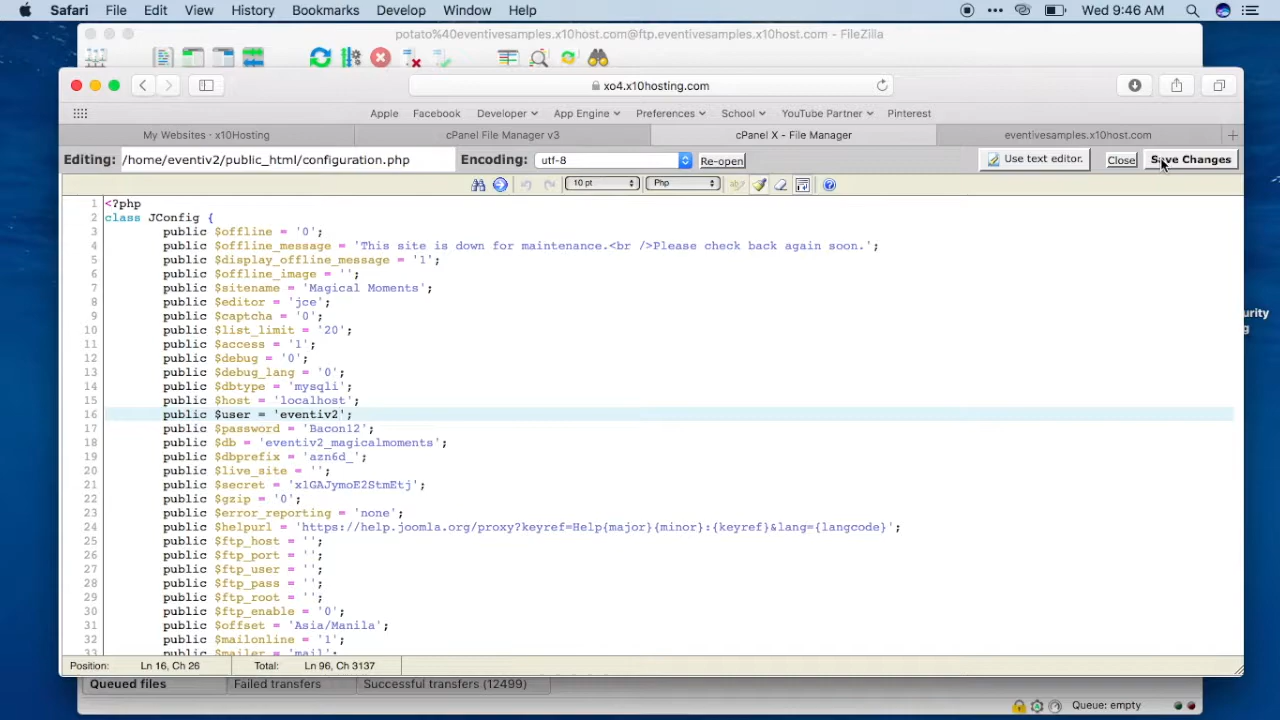 Safari File Edit View History Bookmarks Develop Window Help Wed 9:46 AM
potato%40eventivesamples.x10host.com@ftp.eventivesamples.x10host.com - FileZilla
xo4.x10hosting.com
Apple Facebook Developer App Engine Preferences School YouTube Partner Pinterest
My Websites - x10Hosting cPanel File Manager v3 cPanel X - File Manager eventivesamples.x10host.com
Editing: /home/eventiv2/public_html/configuration.php Encoding: utf-8 Re-open Use text editor. Close Save Changes
10 pt Php
1 <?php
2 class JConfig {
3 public $offline = '0';
4 public $offline_message = 'This site is down for maintenance.<br />Please check back again soon.';
5 public $display_offline_message = '1';
6 public $offline_image = '';
7 public $sitename = 'Magical Moments';
8 public $editor = 'jce';
9 public $captcha = '0';
10 public $list_limit = '20';
11 public $access = '1';
12 public $debug = '0';
13 public $debug_lang = '0';
14 public $dbtype = 'mysqli';
15 public $host = 'localhost';
16 public $user = 'eventiv2';
17 public $password = 'Bacon12';
18 public $db = 'eventiv2_magicalmoments';
19 public $dbprefix = 'azn6d_';
20 public $live_site = '';
21 public $secret = 'x1GAJymoE2StmEtj';
22 public $gzip = '0';
23 public $error_reporting = 'none';
24 public $helpurl = 'https://help.joomla.org/proxy?keyref=Help{major}{minor}:{keyref}&lang={langcode}';
25 public $ftp_host = '';
26 public $ftp_port = '';
27 public $ftp_user = '';
28 public $ftp_pass = '';
29 public $ftp_root = '';
30 public $ftp_enable = '0';
31 public $offset = 'Asia/Manila';
32 public $mailonline = '1';
33 public $mailer = 'mail';
urity
g
Position: Ln 16, Ch 26 Total: Ln 96, Ch 3137
Queued files Failed transfers Successful transfers (12499)
Queue: empty